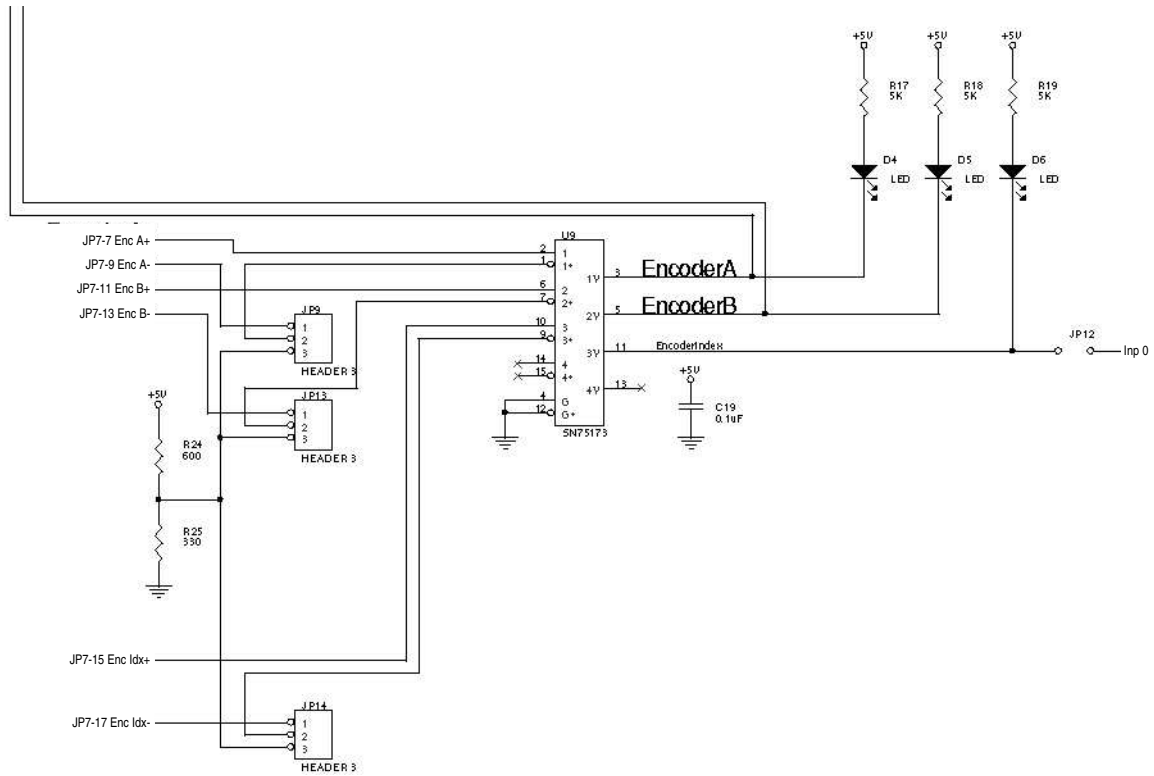 +5V
+5V
+5V
R17
5K
R18
5K
R19
5K
D4
LED
D5
LED
D6
LED
JP7-7 Enc A+
JP7-9 Enc A-
JP7-11 Enc B+
JP7-13 Enc B-
U9
2 1
1 1*
6 2
7 2*
10 3
9 3*
14 4
15 4*
4 G
12 G*
1Y 3
2Y 5
3Y 11
4Y 13
SN75173
EncoderA
EncoderB
EncoderIndex
JP12
Inp 0
+5V
C19
0.1uF
JP9
1
2
3
HEADER 3
JP13
1
2
3
HEADER 3
+5V
R24
600
R25
330
JP7-15 Enc Idx+
JP7-17 Enc Idx-
JP14
1
2
3
HEADER 3